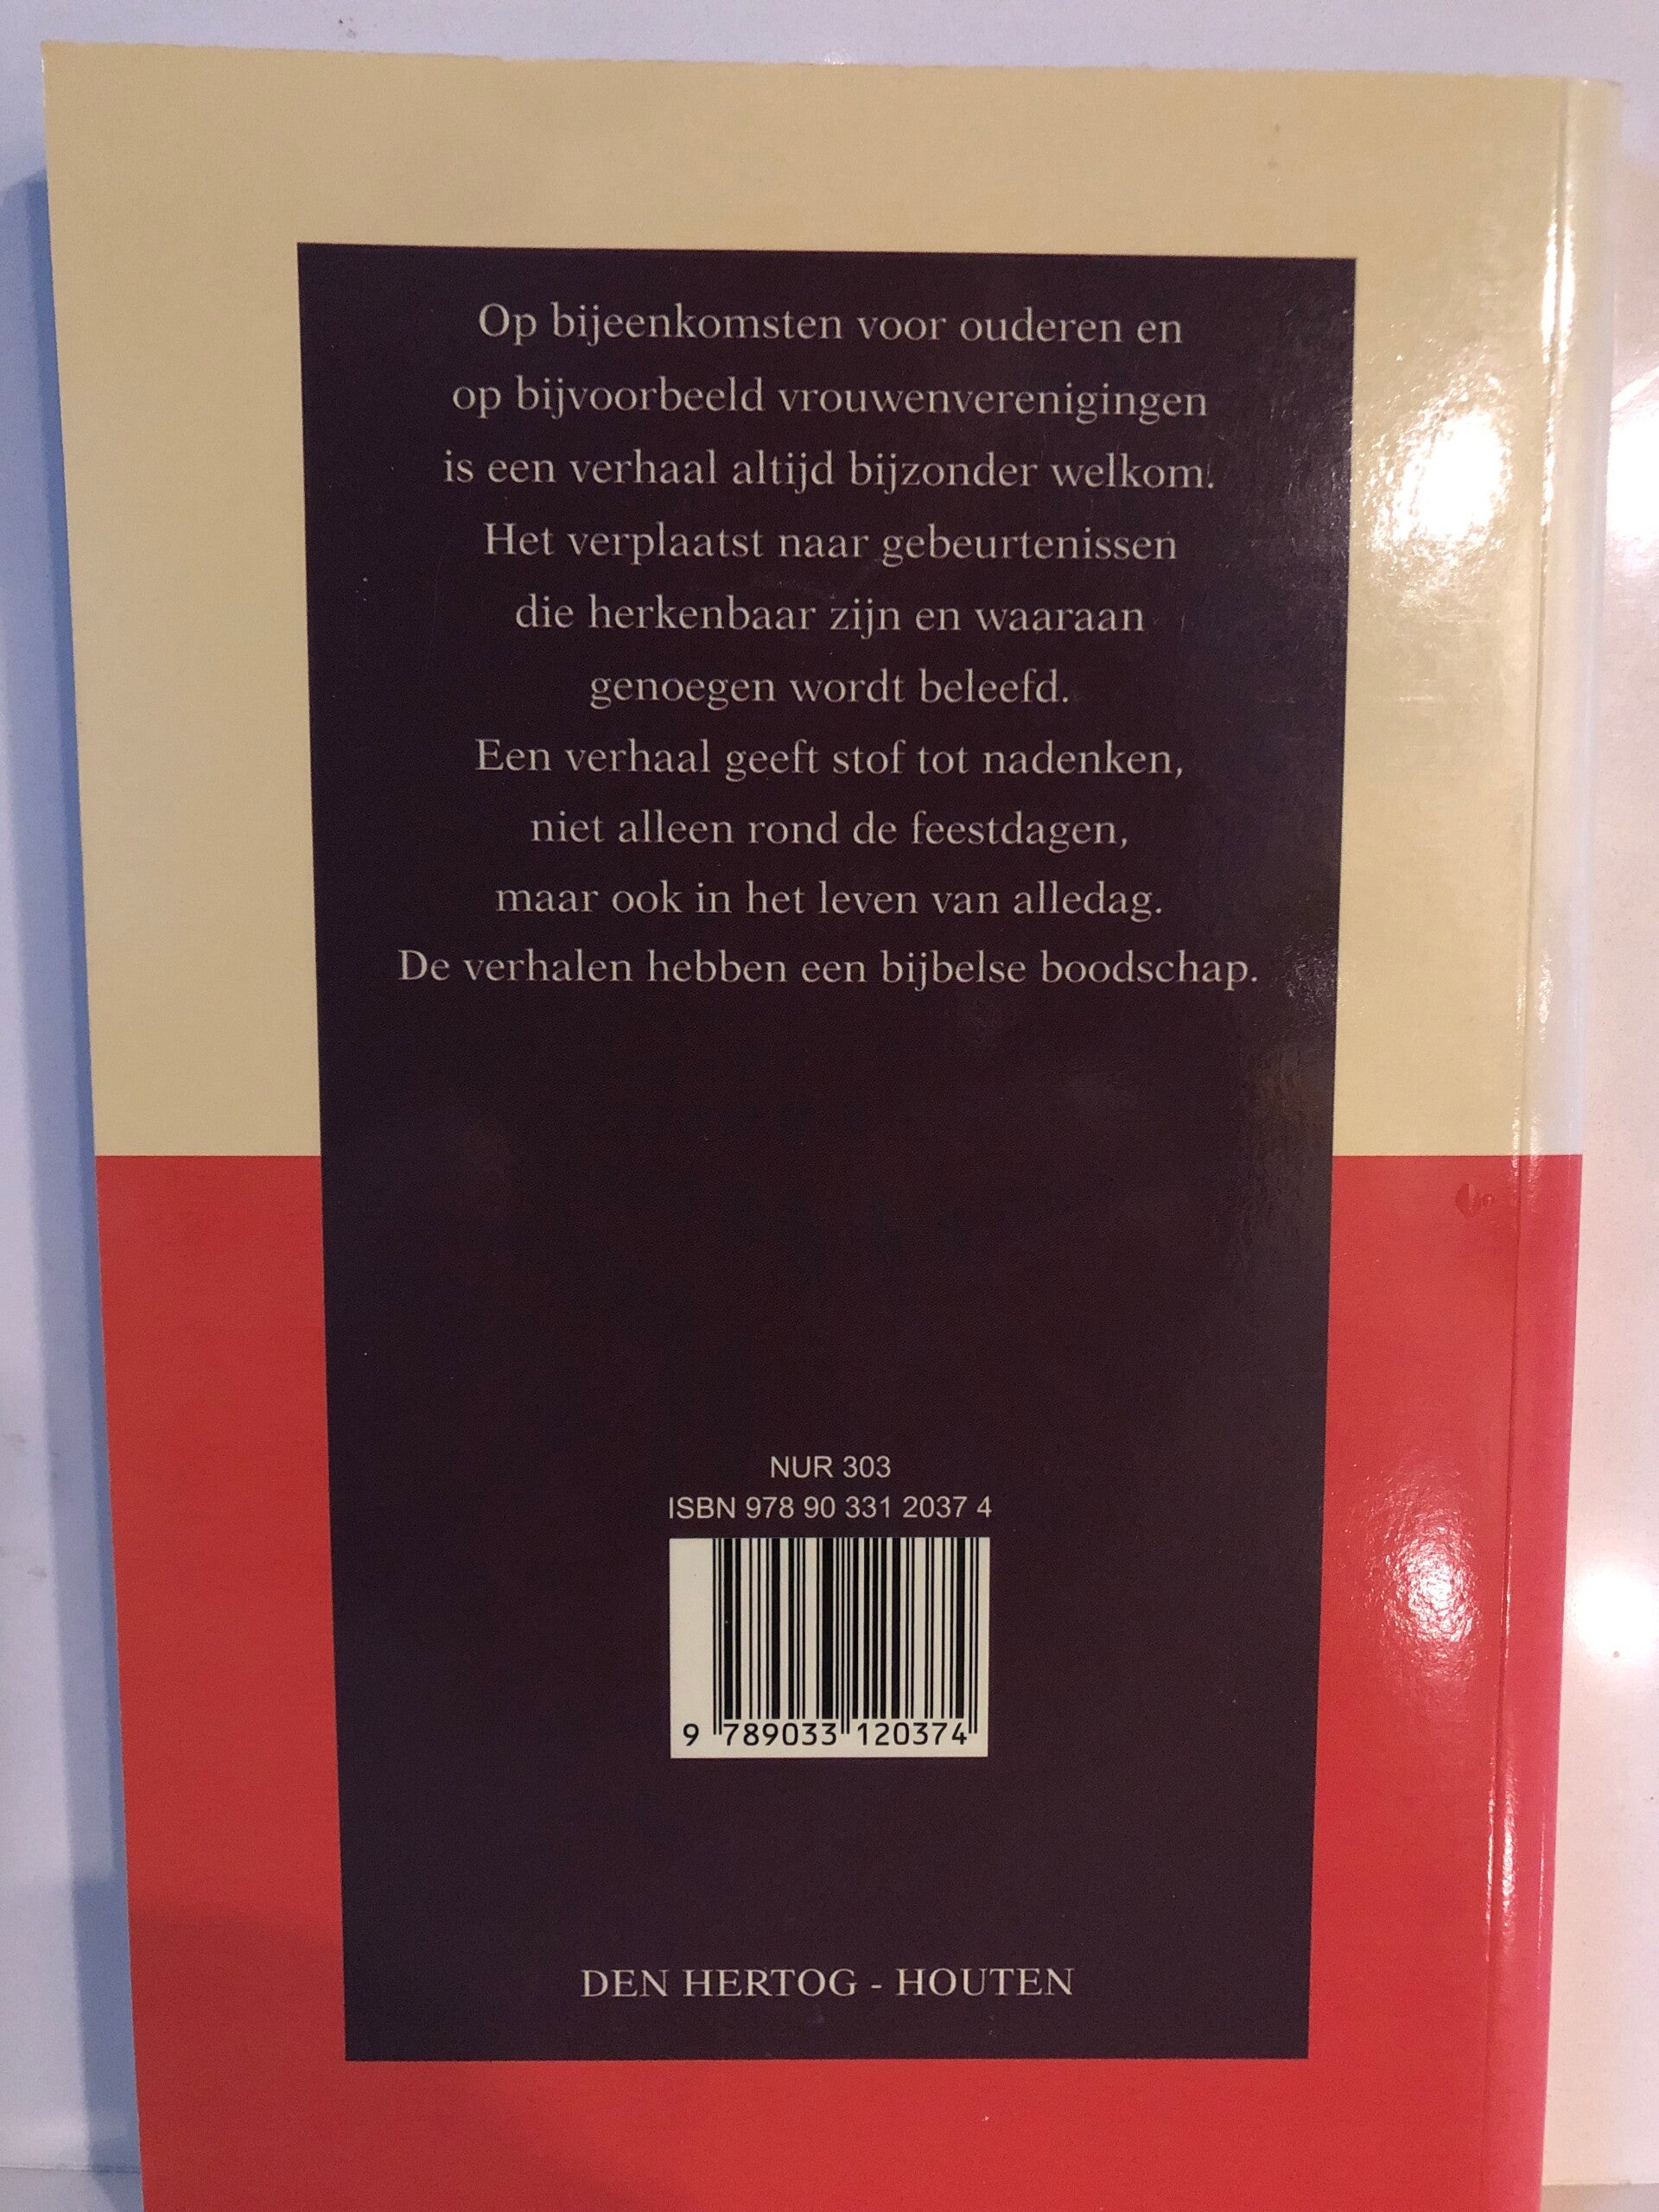 Op bijeenkomsten voor ouderen en
op bijvoorbeeld vrouwenverenigingen
is een verhaal altijd bijzonder welkom.
Het verplaatst naar gebeurtenissen
die herkenbaar zijn en waaraan
genoegen wordt beleefd.
Een verhaal geeft stof tot nadenken,
niet alleen rond de feestdagen,
maar ook in het leven van alledag.
De verhalen hebben een bijbelse boodschap.
NUR 303
ISBN 978 90 331 2037 4
9 789033 120374
DEN HERTOG - HOUTEN